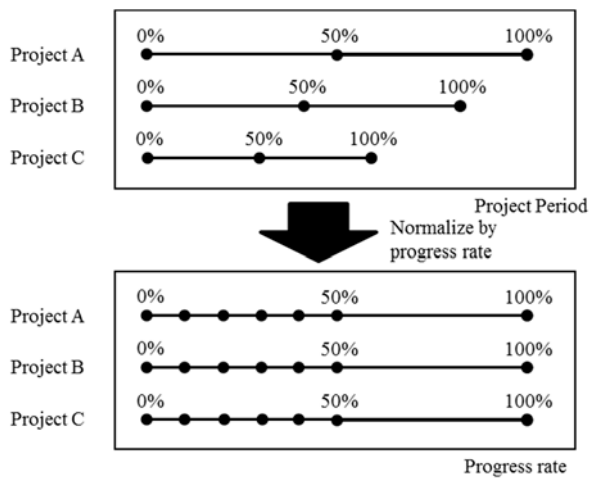 0% 50% 100%
Project A
0% 50% 100%
Project B
0% 50% 100%
Project C
Project Period
Normalize by
progress rate
0% 50% 100%
Project A
0% 50% 100%
Project B
0% 50% 100%
Project C
Progress rate